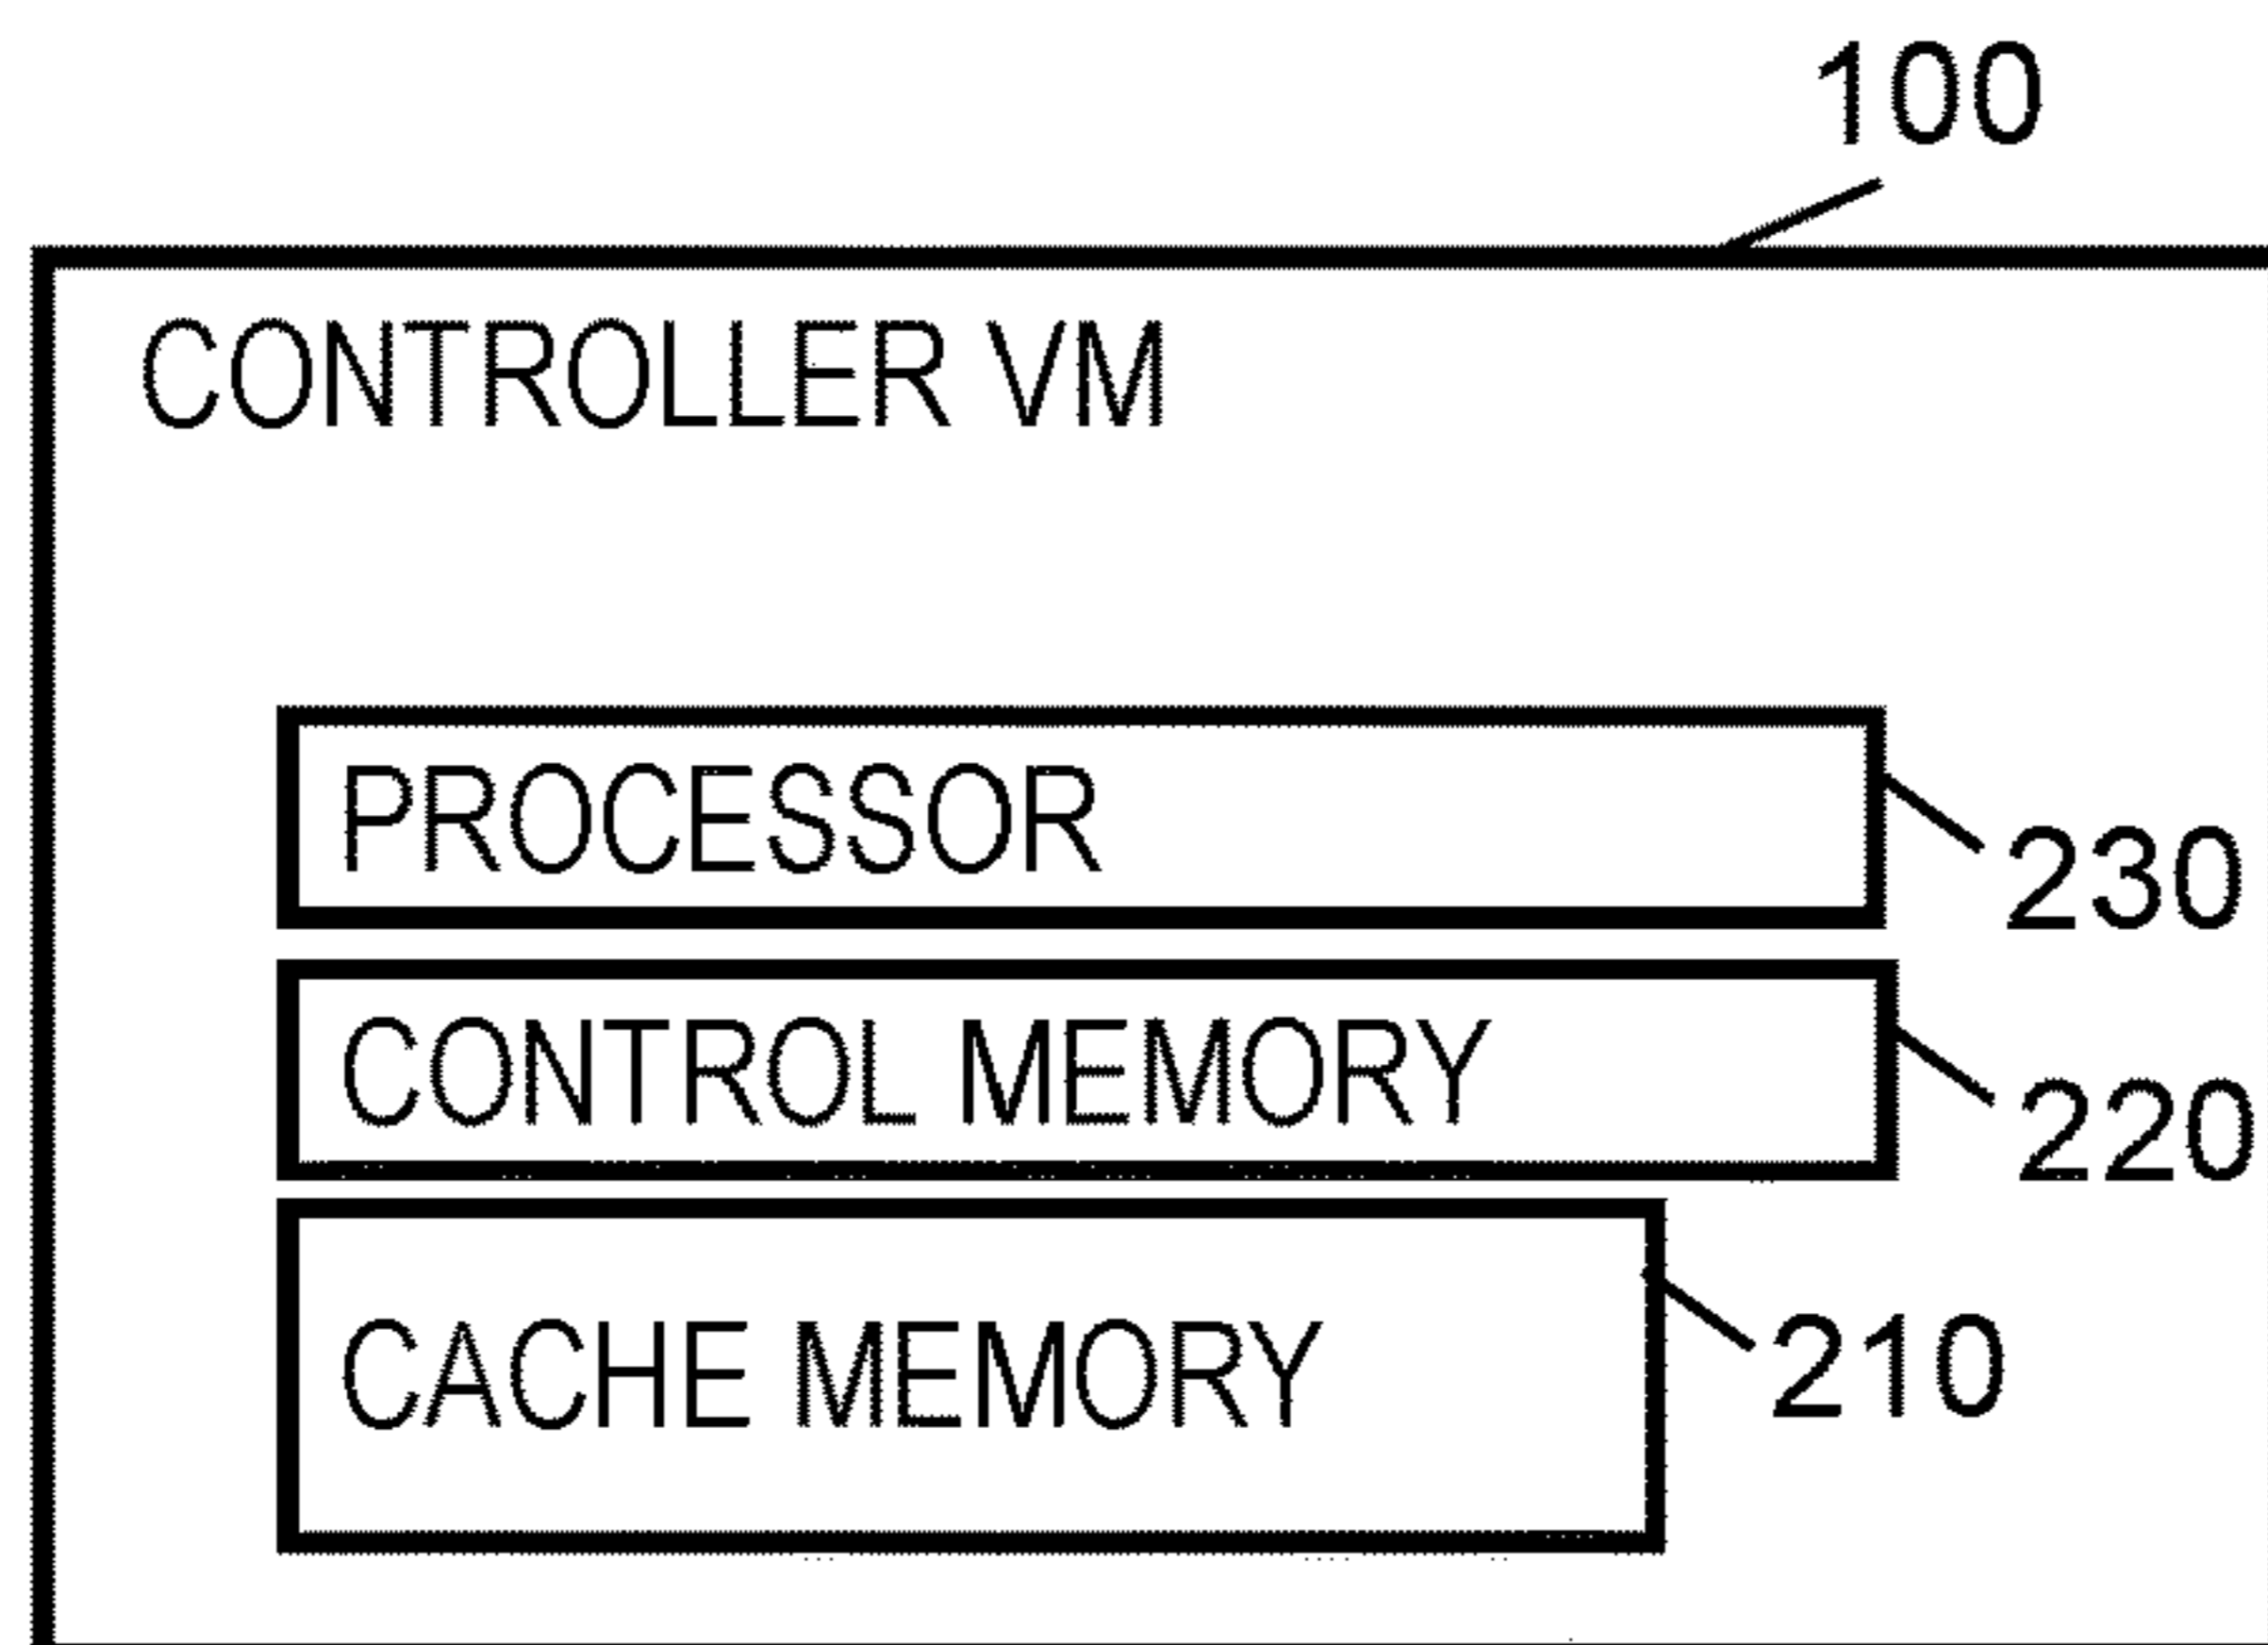 100
CONTROLLER VM
PROCESSOR
230
CONTROL MEMORY
220
CACHE MEMORY
210